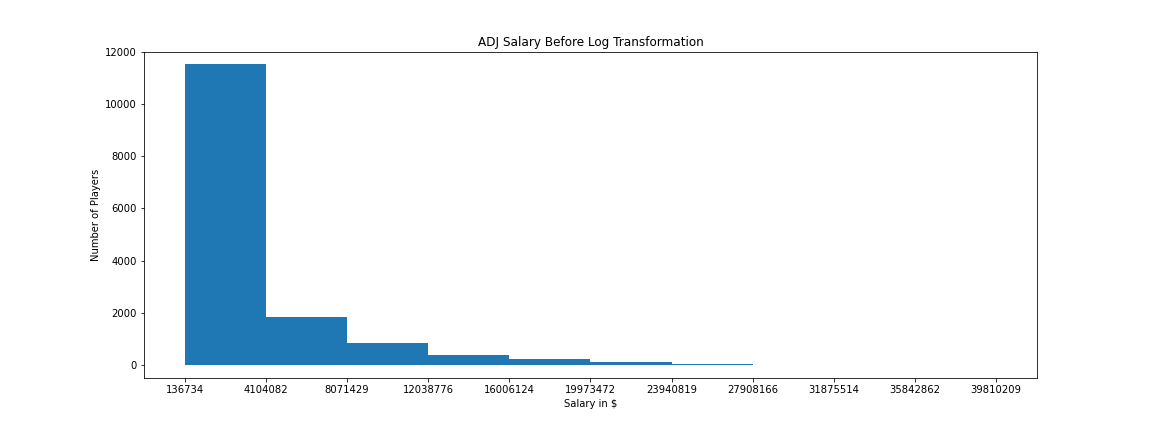 ADJ Salary Before Log Transformation
12000
10000
8000
6000
4000
2000
0
Number of Players
136734 4104082 8071429 12038776 16006124 19973472 23940819 27908166 31875514 35842862 39810209
Salary in $